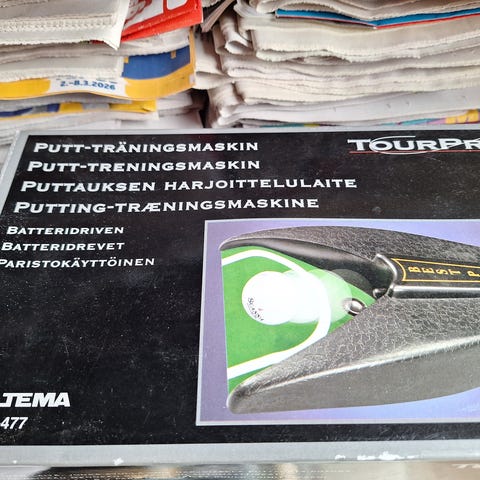 2.-8.3.2026
PUTT-TRÄNINGSMASKIN
PUTT-TRENINGSMASKIN
PUTTAUKSEN HARJOITTELULAITE
PUTTING-TRÆNINGSMASKINE
TOURPR
BATTERIDRIVEN
BATTERIDREVET
PARISTOKÄYTTÖINEN
BEST P
LTEMA
477